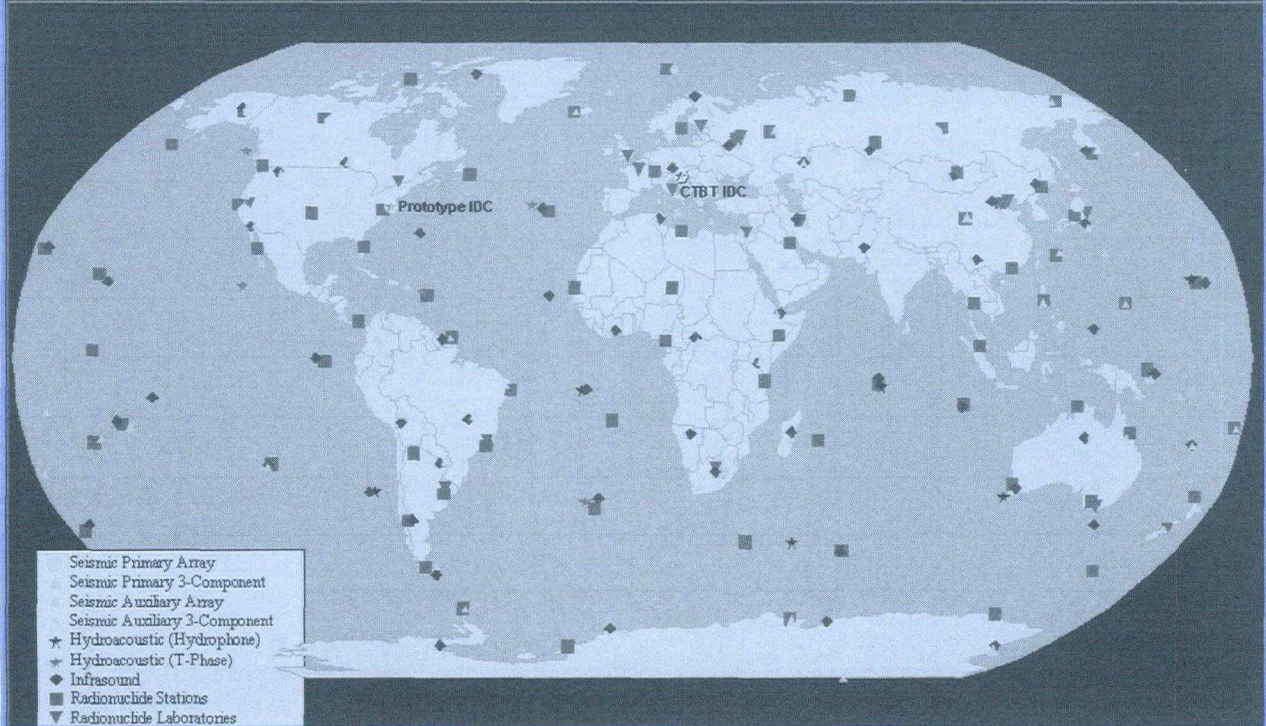 CTBT IDC
Prototype IDC
Seismic Primary Array
Seismic Primary 3-Component
Seismic Auxiliary Array
Seismic Auxiliary 3-Component
Hydroacoustic (Hydrophone)
Hydroacoustic (T-Phase)
Infrasound
Radionuclide Stations
Radionuclide Laboratories